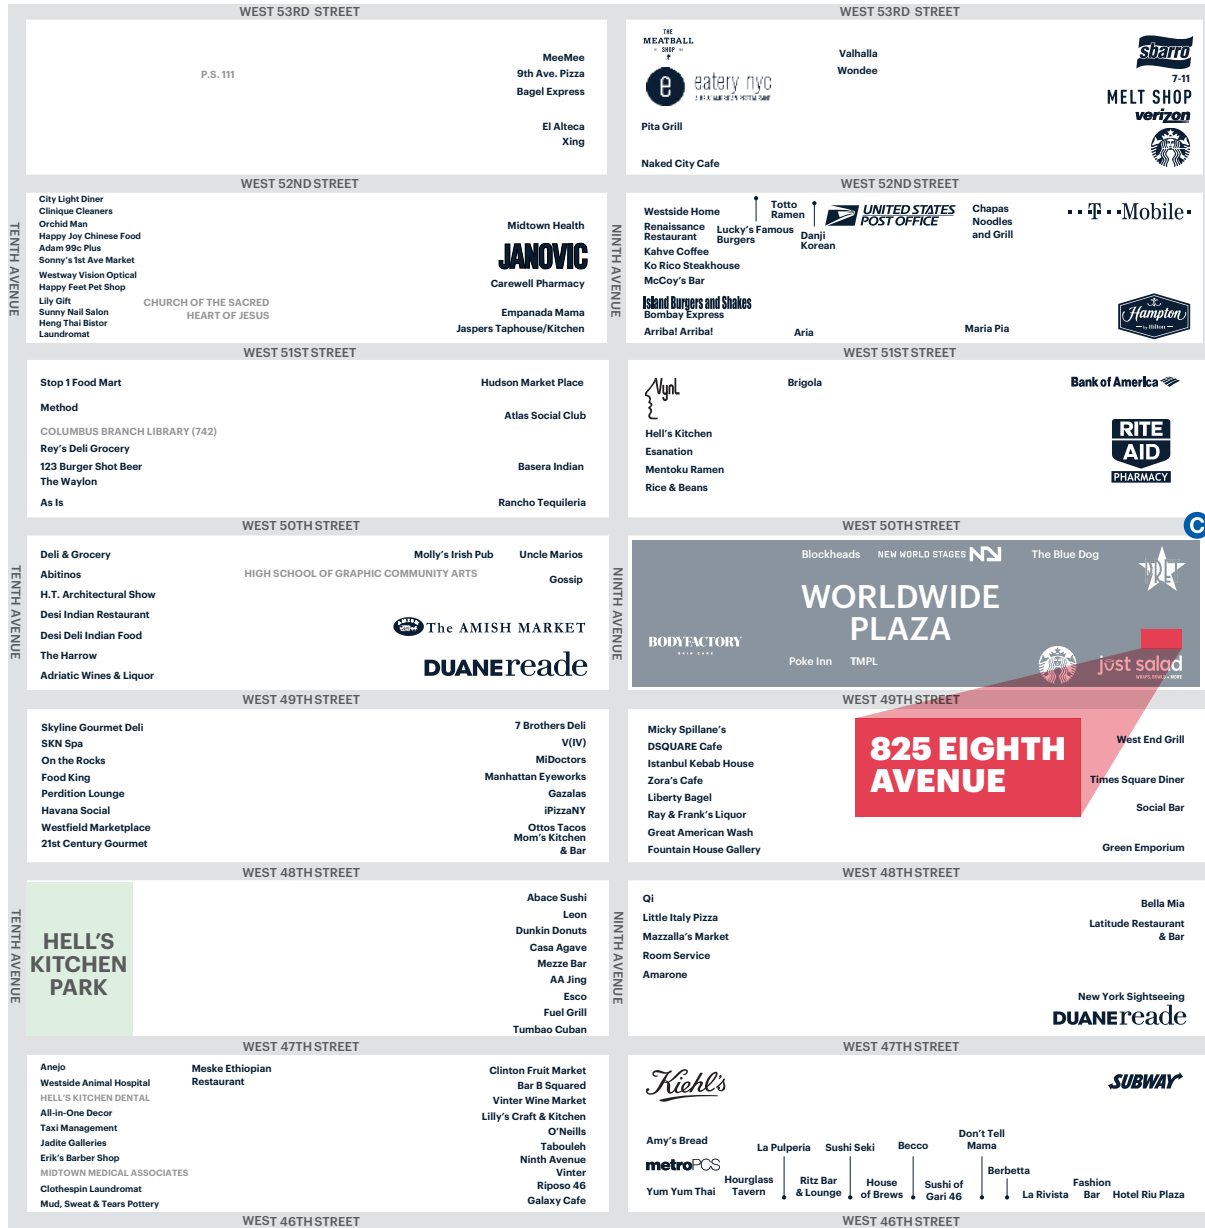 WEST 53RD STREET
WEST 53RD STREET
P.S. 111
MeeMee
9th Ave. Pizza
Bagel Express
El Alteca
Xing
THE
MEATBALL
SHOP
e eatery nyc
Pita Grill
Naked City Cafe
Valhalla
Wondee
sbarro
7-11
MELT SHOP
verizon
WEST 52ND STREET
WEST 52ND STREET
TENTH AVENUE
City Light Diner
Clinique Cleaners
Orchid Man
Happy Joy Chinese Food
Adam 99c Plus
Sonny's 1st Ave Market
Westway Vision Optical
Happy Feet Pet Shop
Lily Gift
Sunny Nail Salon
Heng Thai Bistor
Laundromat
CHURCH OF THE SACRED
HEART OF JESUS
Midtown Health
JANOVIC
Carewell Pharmacy
Empanada Mama
Jaspers Taphouse/Kitchen
NINTH AVENUE
Westside Home
Renaissance
Restaurant
Kahve Coffee
Ko Rico Steakhouse
McCoy's Bar
Island Burgers and Shakes
Bombay Express
Arriba! Arriba!
Lucky's Famous
Burgers
Totto
Ramen
Danji
Korean
UNITED STATES
POST OFFICE
Chapas
Noodles
and Grill
T Mobile
Aria
Maria Pia
Hampton
by Hilton
WEST 51ST STREET
WEST 51ST STREET
Stop 1 Food Mart
Method
COLUMBUS BRANCH LIBRARY (742)
Rey's Deli Grocery
123 Burger Shot Beer
The Waylon
As Is
Hudson Market Place
Atlas Social Club
Basera Indian
Rancho Tequileria
Vynl
Hell's Kitchen
Esanation
Mentoku Ramen
Rice & Beans
Brigola
Bank of America
RITE
AID
PHARMACY
WEST 50TH STREET
WEST 50TH STREET
C
TENTH AVENUE
Deli & Grocery
Abitinos
H.T. Architectural Show
Desi Indian Restaurant
Desi Deli Indian Food
The Harrow
Adriatic Wines & Liquor
HIGH SCHOOL OF GRAPHIC COMMUNITY ARTS
Molly's Irish Pub
Uncle Marios
Gossip
AMISH
The AMISH MARKET
DUANEreade
NINTH AVENUE
Blockheads
NEW WORLD STAGES
The Blue Dog
PRET
WORLDWIDE
PLAZA
BODYFACTORY
SKIN CARE
Poke Inn
TMPL
just salad
WRAPS, BOWLS + MORE
WEST 49TH STREET
WEST 49TH STREET
Skyline Gourmet Deli
SKN Spa
On the Rocks
Food King
Perdition Lounge
Havana Social
Westfield Marketplace
21st Century Gourmet
7 Brothers Deli
V(IV)
MiDoctors
Manhattan Eyeworks
Gazalas
iPizzaNY
Ottos Tacos
Mom's Kitchen
& Bar
Micky Spillane's
DSQUARE Cafe
Istanbul Kebab House
Zora's Cafe
Liberty Bagel
Ray & Frank's Liquor
Great American Wash
Fountain House Gallery
825 EIGHTH
AVENUE
West End Grill
Times Square Diner
Social Bar
Green Emporium
WEST 48TH STREET
WEST 48TH STREET
TENTH AVENUE
HELL'S
KITCHEN
PARK
Abace Sushi
Leon
Dunkin Donuts
Casa Agave
Mezze Bar
AA Jing
Esco
Fuel Grill
Tumbao Cuban
NINTH AVENUE
Qi
Little Italy Pizza
Mazzalla's Market
Room Service
Amarone
Bella Mia
Latitude Restaurant
& Bar
New York Sightseeing
DUANEreade
WEST 47TH STREET
WEST 47TH STREET
Anejo
Westside Animal Hospital
HELL'S KITCHEN DENTAL
All-in-One Decor
Taxi Management
Jadite Galleries
Erik's Barber Shop
MIDTOWN MEDICAL ASSOCIATES
Clothespin Laundromat
Mud, Sweat & Tears Pottery
Meske Ethiopian
Restaurant
Clinton Fruit Market
Bar B Squared
Vinter Wine Market
Lilly's Craft & Kitchen
O'Neills
Tabouleh
Ninth Avenue
Vinter
Riposo 46
Galaxy Cafe
Kiehl's
SUBWAY
Amy's Bread
metroPCS
Yum Yum Thai
Hourglass
Tavern
La Pulperia
Ritz Bar
& Lounge
Sushi Seki
House
of Brews
Becco
Sushi of
Gari 46
Don't Tell
Mama
Berbetta
La Rivista
Fashion
Bar
Hotel Riu Plaza
WEST 46TH STREET
WEST 46TH STREET